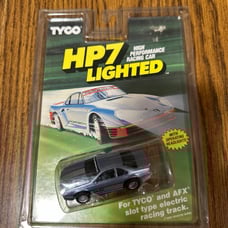 TYCO
HP7
HIGH
PERFORMANCE
RACING CAR
LIGHTED
For TYCO and AFX
slot type electric
racing track.